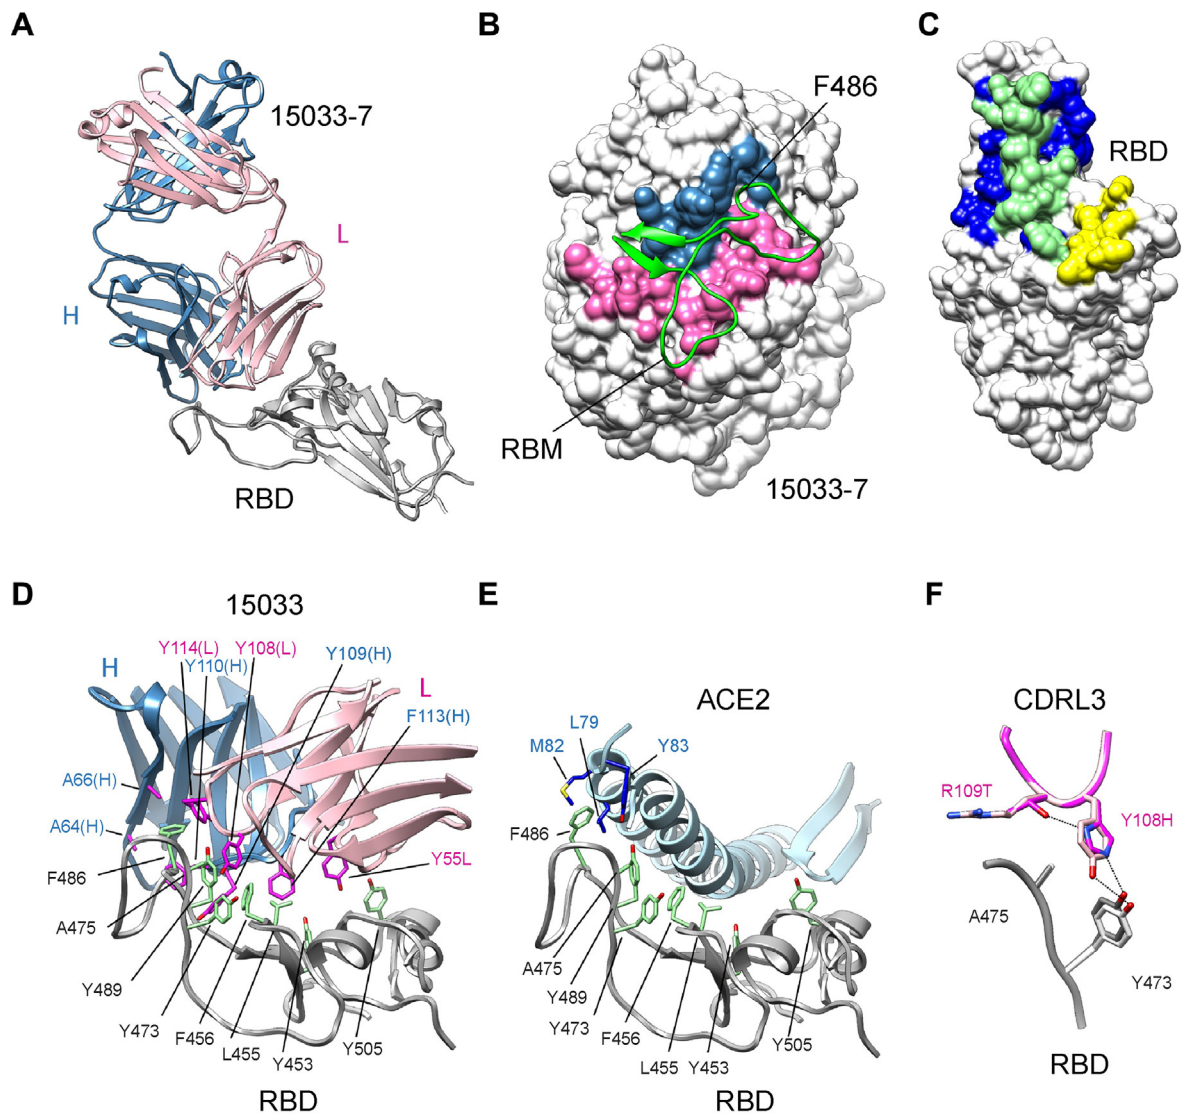 A
15033-7
L
H
RBD
B
F486
RBM
15033-7
C
RBD
D
15033
H
Y114(L)
Y108(L)
Y110(H)
Y109(H)
L
F113(H)
A66(H)
A64(H)
F486
Y55L
A475
Y489
Y473
F456
L455
Y453
Y505
RBD
E
ACE2
L79
M82
Y83
F486
A475
Y489
Y473
F456
L455
Y453
Y505
RBD
F
CDRL3
R109T
Y108H
A475
Y473
RBD